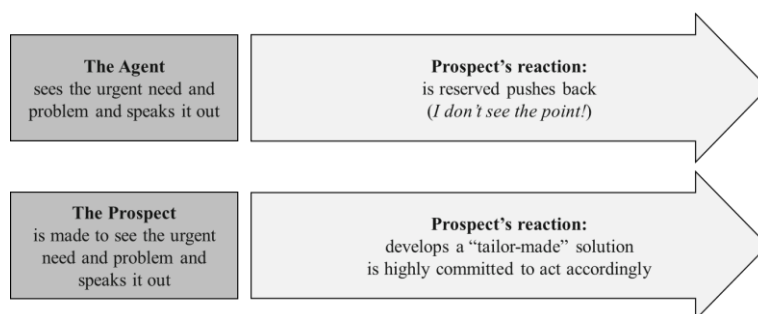 The Agent
sees the urgent need and
problem and speaks it out
Prospect's reaction:
is reserved pushes back
(I don't see the point!)
The Prospect
is made to see the urgent
need and problem and
speaks it out
Prospect's reaction:
develops a “tailor-made” solution
is highly committed to act accordingly